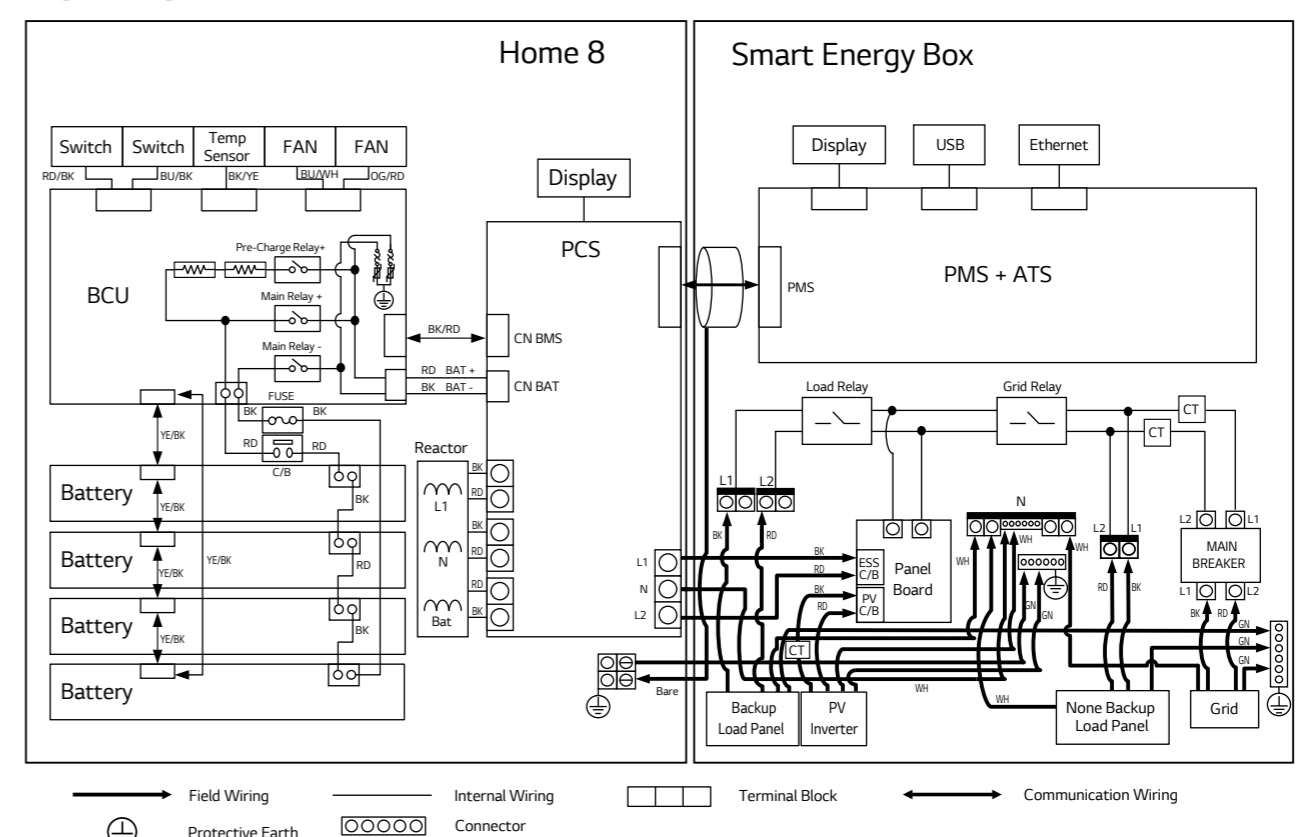 Home 8
Smart Energy Box
Switch
Switch
Temp
Sensor
FAN
FAN
RD/BK
BU/BK
BK/YE
BU/WH
OG/RD
Display
Display
USB
Ethernet
PCS
BCU
Pre-Charge Relay+
Main Relay +
Main Relay -
PMS
PMS + ATS
BK/RD
CN BMS
RD BAT +
BK BAT -
CN BAT
FUSE
BK
BK
RD
RD
C/B
YE/BK
Battery
BK
YE/BK
Battery
RD
YE/BK
YE/BK
Battery
BK
YE/BK
Battery
Reactor
L1
BK
RD
N
BK
RD
Bat
RD
BK
L1
N
L2
Load Relay
Grid Relay
CT
CT
L1
L2
BK
RD
N
L2
L1
L2
L1
MAIN
BREAKER
L1
L2
BK
RD
ESS
C/B
PV
C/B
Panel
Board
BK
RD
BK
RD
WH
WH
WH
RD
BK
GN
GN
GN
GN
GN
CT
Bare
WH
WH
Backup
Load Panel
PV
Inverter
None Backup
Load Panel
Grid
Field Wiring
Internal Wiring
Terminal Block
Communication Wiring
Protective Earth
Connector